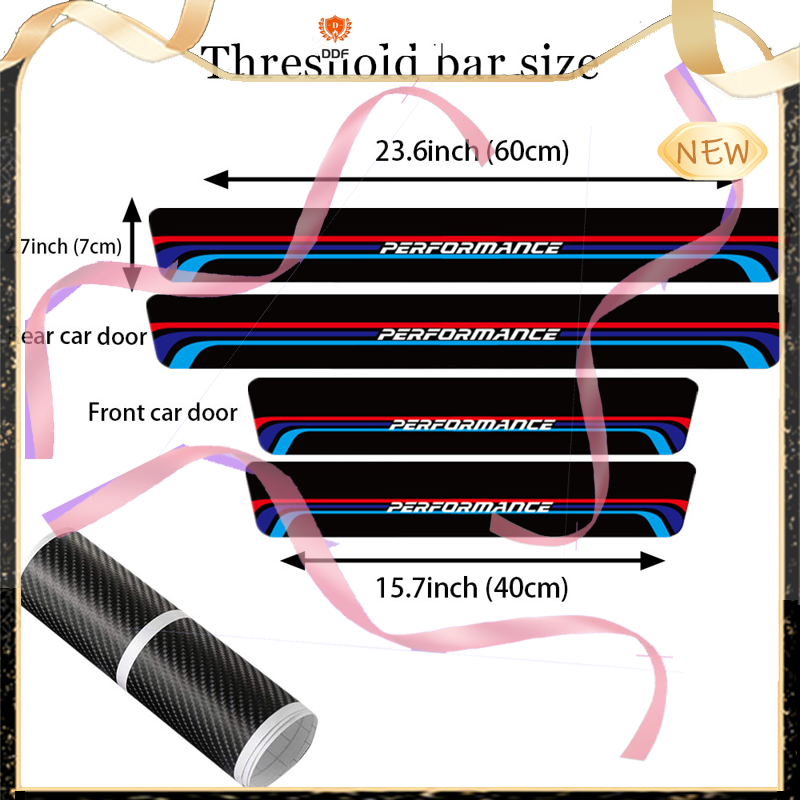 DDF
Threshold bar size
23.6inch (60cm)
NEW
7inch (7cm)
PERFORMANCE
ear car door
PERFORMANCE
Front car door
PERFORMANCE
PERFORMANCE
15.7inch (40cm)